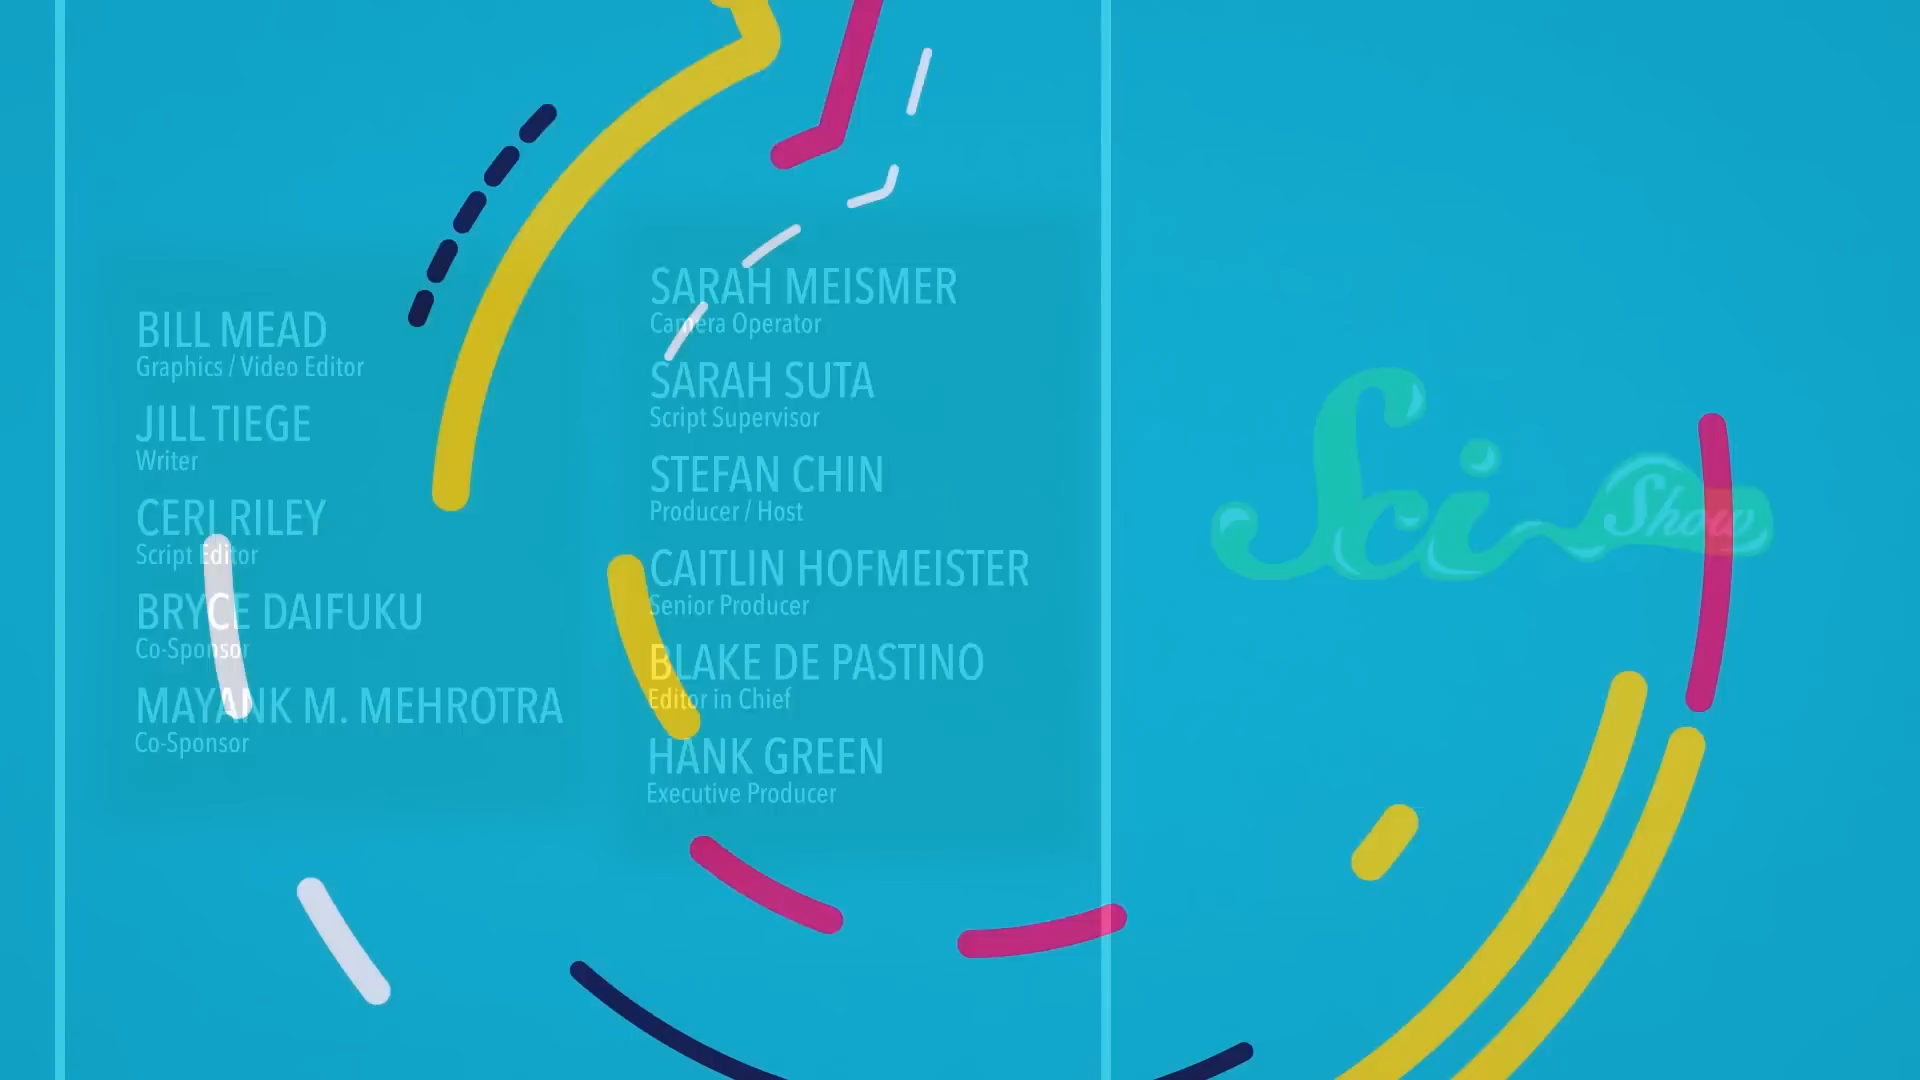 BILL MEAD
Graphics / Video Editor
JILL TIEGE
Writer
CERI RILEY
Script Editor
BRYCE DAIFUKU
Co-Sponsor
MAYANK M. MEHROTRA
Co-Sponsor
SARAH MEISMER
Camera Operator
SARAH SUTA
Script Supervisor
STEFAN CHIN
Producer / Host
CAITLIN HOFMEISTER
Senior Producer
BLAKE DE PASTINO
Editor in Chief
HANK GREEN
Executive Producer
Sci Show